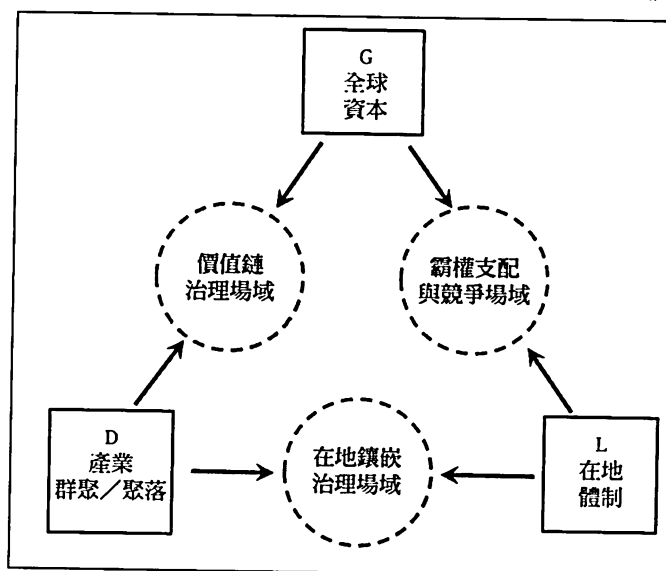 G
全球
資本
價值鏈
治理場域
霸權支配
與競爭場域
D
產業
群聚／聚落
在地鑲嵌
治理場域
L
在地
體制